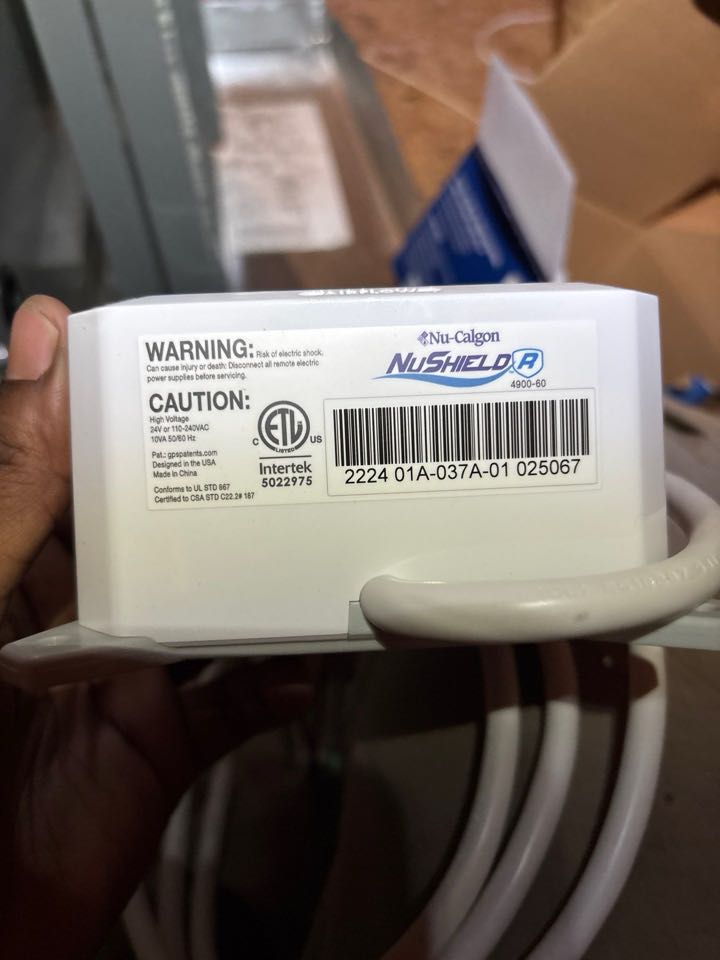 WARNING: Risk of electric shock.
Can cause injury or death: Disconnect all remote electric
power supplies before servicing.
CAUTION:
High Voltage
24V or 110-240VAC
10VA 50/60 Hz
Pat.: gpspatents.com
Designed in the USA
Made in China
Conforms to UL STD 867
Certified to CSA STD C22.2# 187
C ETL US
LISTED
Intertek
5022975
Nu-Calgon
NUSHIELD R
4900-60
2224 01A-037A-01 025067